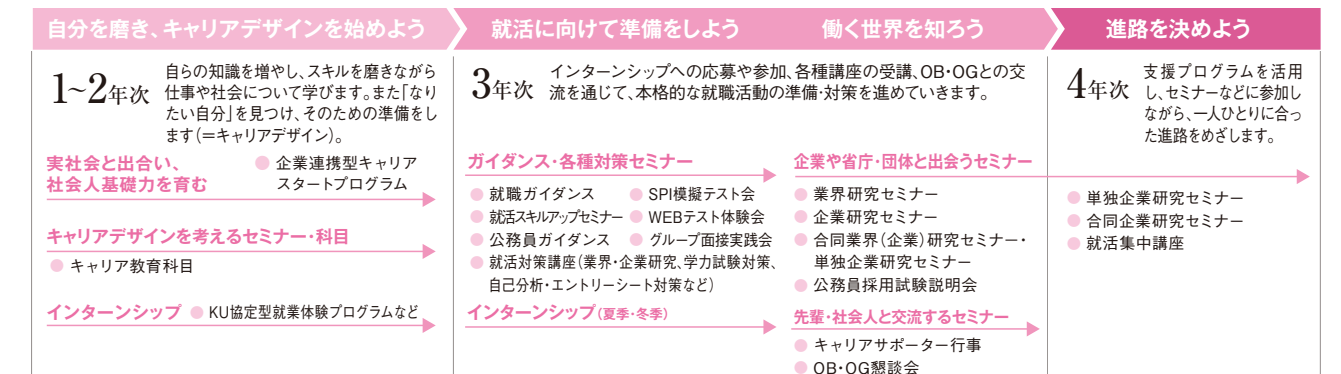 自分を磨き、キャリアデザインを始めよう
就活に向けて準備をしよう
働く世界を知ろう
進路を決めよう
1~2年次
自らの知識を増やし、スキルを磨きながら
仕事や社会について学びます。また「なり
たい自分」を見つけ、そのための準備をし
ます(=キャリアデザイン)。
実社会と出合い、
社会人基礎力を育む
● 企業連携型キャリア
スタートプログラム
キャリアデザインを考えるセミナー・科目
● キャリア教育科目
インターンシップ ● KU協定型就業体験プログラムなど
3年次
インターンシップへの応募や参加、各種講座の受講、OB・OGとの交
流を通じて、本格的な就職活動の準備・対策を進めていきます。
ガイダンス・各種対策セミナー
● 就職ガイダンス ● SPI模擬テスト会
● 就活スキルアップセミナー ● WEBテスト体験会
● 公務員ガイダンス ● グループ面接実践会
● 就活対策講座(業界・企業研究、学力試験対策、
自己分析・エントリーシート対策など)
インターンシップ(夏季・冬季)
企業や省庁・団体と出会うセミナー
● 業界研究セミナー
● 企業研究セミナー
● 合同業界(企業)研究セミナー・
単独企業研究セミナー
● 公務員採用試験説明会
先輩・社会人と交流するセミナー
● キャリアサポーター行事
● OB・OG懇談会
4年次
支援プログラムを活用
し、セミナーなどに参加し
ながら、一人ひとりに合っ
た進路をめざします。
● 単独企業研究セミナー
● 合同企業研究セミナー
● 就活集中講座